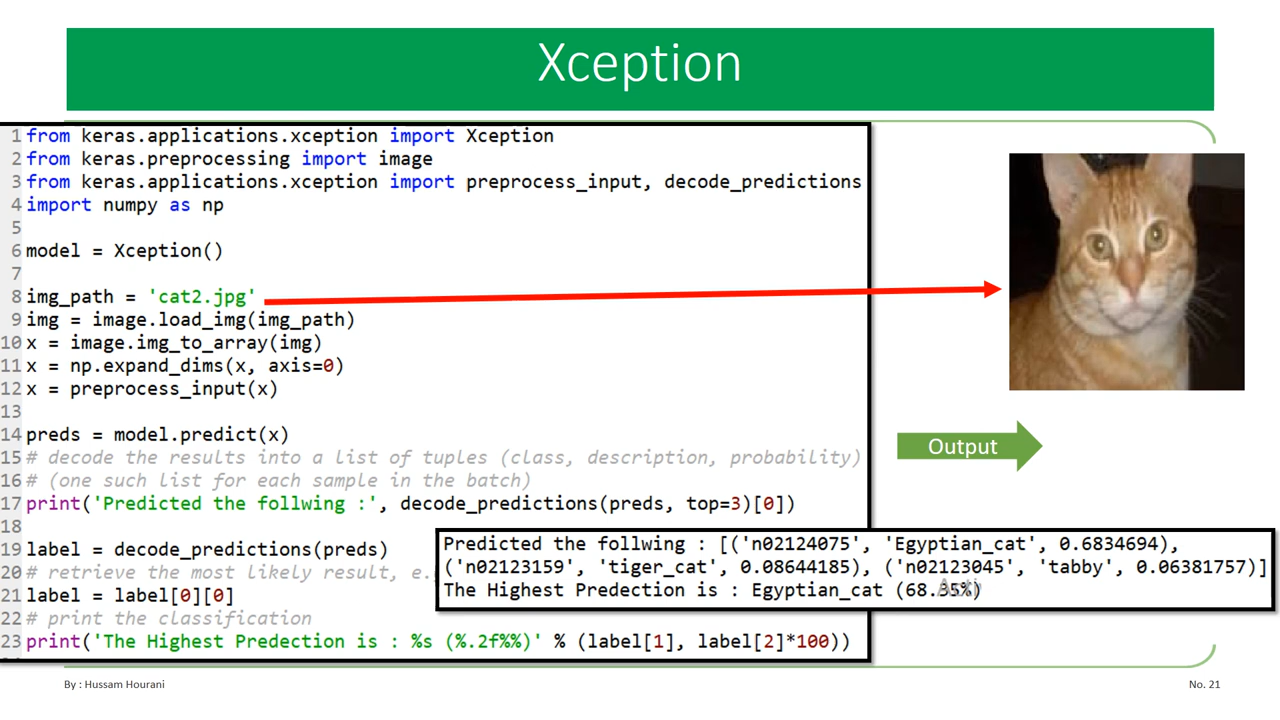 Xception
1 from keras.applications.xception import Xception
2 from keras.preprocessing import image
3 from keras.applications.xception import preprocess_input, decode_predictions
4 import numpy as np
5
6 model = Xception()
7
8 img_path = 'cat2.jpg'
9 img = image.load_img(img_path)
10 x = image.img_to_array(img)
11 x = np.expand_dims(x, axis=0)
12 x = preprocess_input(x)
13
14 preds = model.predict(x)
15 # decode the results into a list of tuples (class, description, probability)
16 # (one such list for each sample in the batch)
17 print('Predicted the follwing :', decode_predictions(preds, top=3)[0])
18
19 label = decode_predictions(preds)
20 # retrieve the most likely result, e.
21 label = label[0][0]
22 # print the classification
23 print('The Highest Predection is : %s (%.2f%%)' % (label[1], label[2]*100))
Output
Predicted the follwing : [('n02124075', 'Egyptian_cat', 0.6834694),
('n02123159', 'tiger_cat', 0.08644185), ('n02123045', 'tabby', 0.06381757)]
The Highest Predection is : Egyptian_cat (68.35%)
By : Hussam Hourani
No. 21